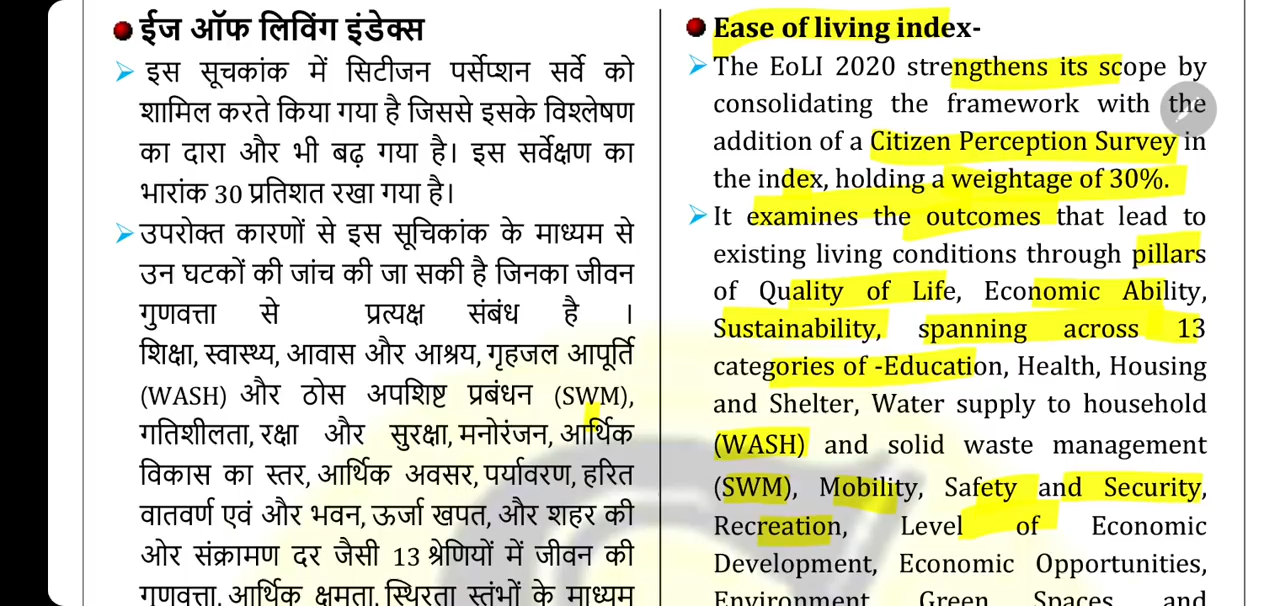 ईज ऑफ लिविंग इंडेक्स
इस सूचकांक में सिटीजन पर्सेप्शन सर्वे को
शामिल करते किया गया है जिससे इसके विश्लेषण
का दारा और भी बढ़ गया है। इस सर्वेक्षण का
भारांक 30 प्रतिशत रखा गया है।
उपरोक्त कारणों से इस सूचिकांक के माध्यम से
उन घटकों की जांच की जा सकी है जिनका जीवन
गुणवत्ता से प्रत्यक्ष संबंध है ।
शिक्षा, स्वास्थ्य, आवास और आश्रय, गृहजल आपूर्ति
(WASH) और ठोस अपशिष्ट प्रबंधन (SWM),
गतिशीलता, रक्षा और सुरक्षा, मनोरंजन, आर्थिक
विकास का स्तर, आर्थिक अवसर, पर्यावरण, हरित
वातवर्ण एवं और भवन, ऊर्जा खपत, और शहर की
ओर संक्रामण दर जैसी 13 श्रेणियों में जीवन की
गुणवत्ता, आर्थिक क्षमता, स्थिरता स्तंभों के माध्यम
Ease of living index-
The EoLI 2020 strengthens its scope by
consolidating the framework with the
addition of a Citizen Perception Survey in
the index, holding a weightage of 30%.
It examines the outcomes that lead to
existing living conditions through pillars
of Quality of Life, Economic Ability,
Sustainability, spanning across 13
categories of -Education, Health, Housing
and Shelter, Water supply to household
(WASH) and solid waste management
(SWM), Mobility, Safety and Security,
Recreation, Level of Economic
Development, Economic Opportunities,
Environment, Green Spaces, and